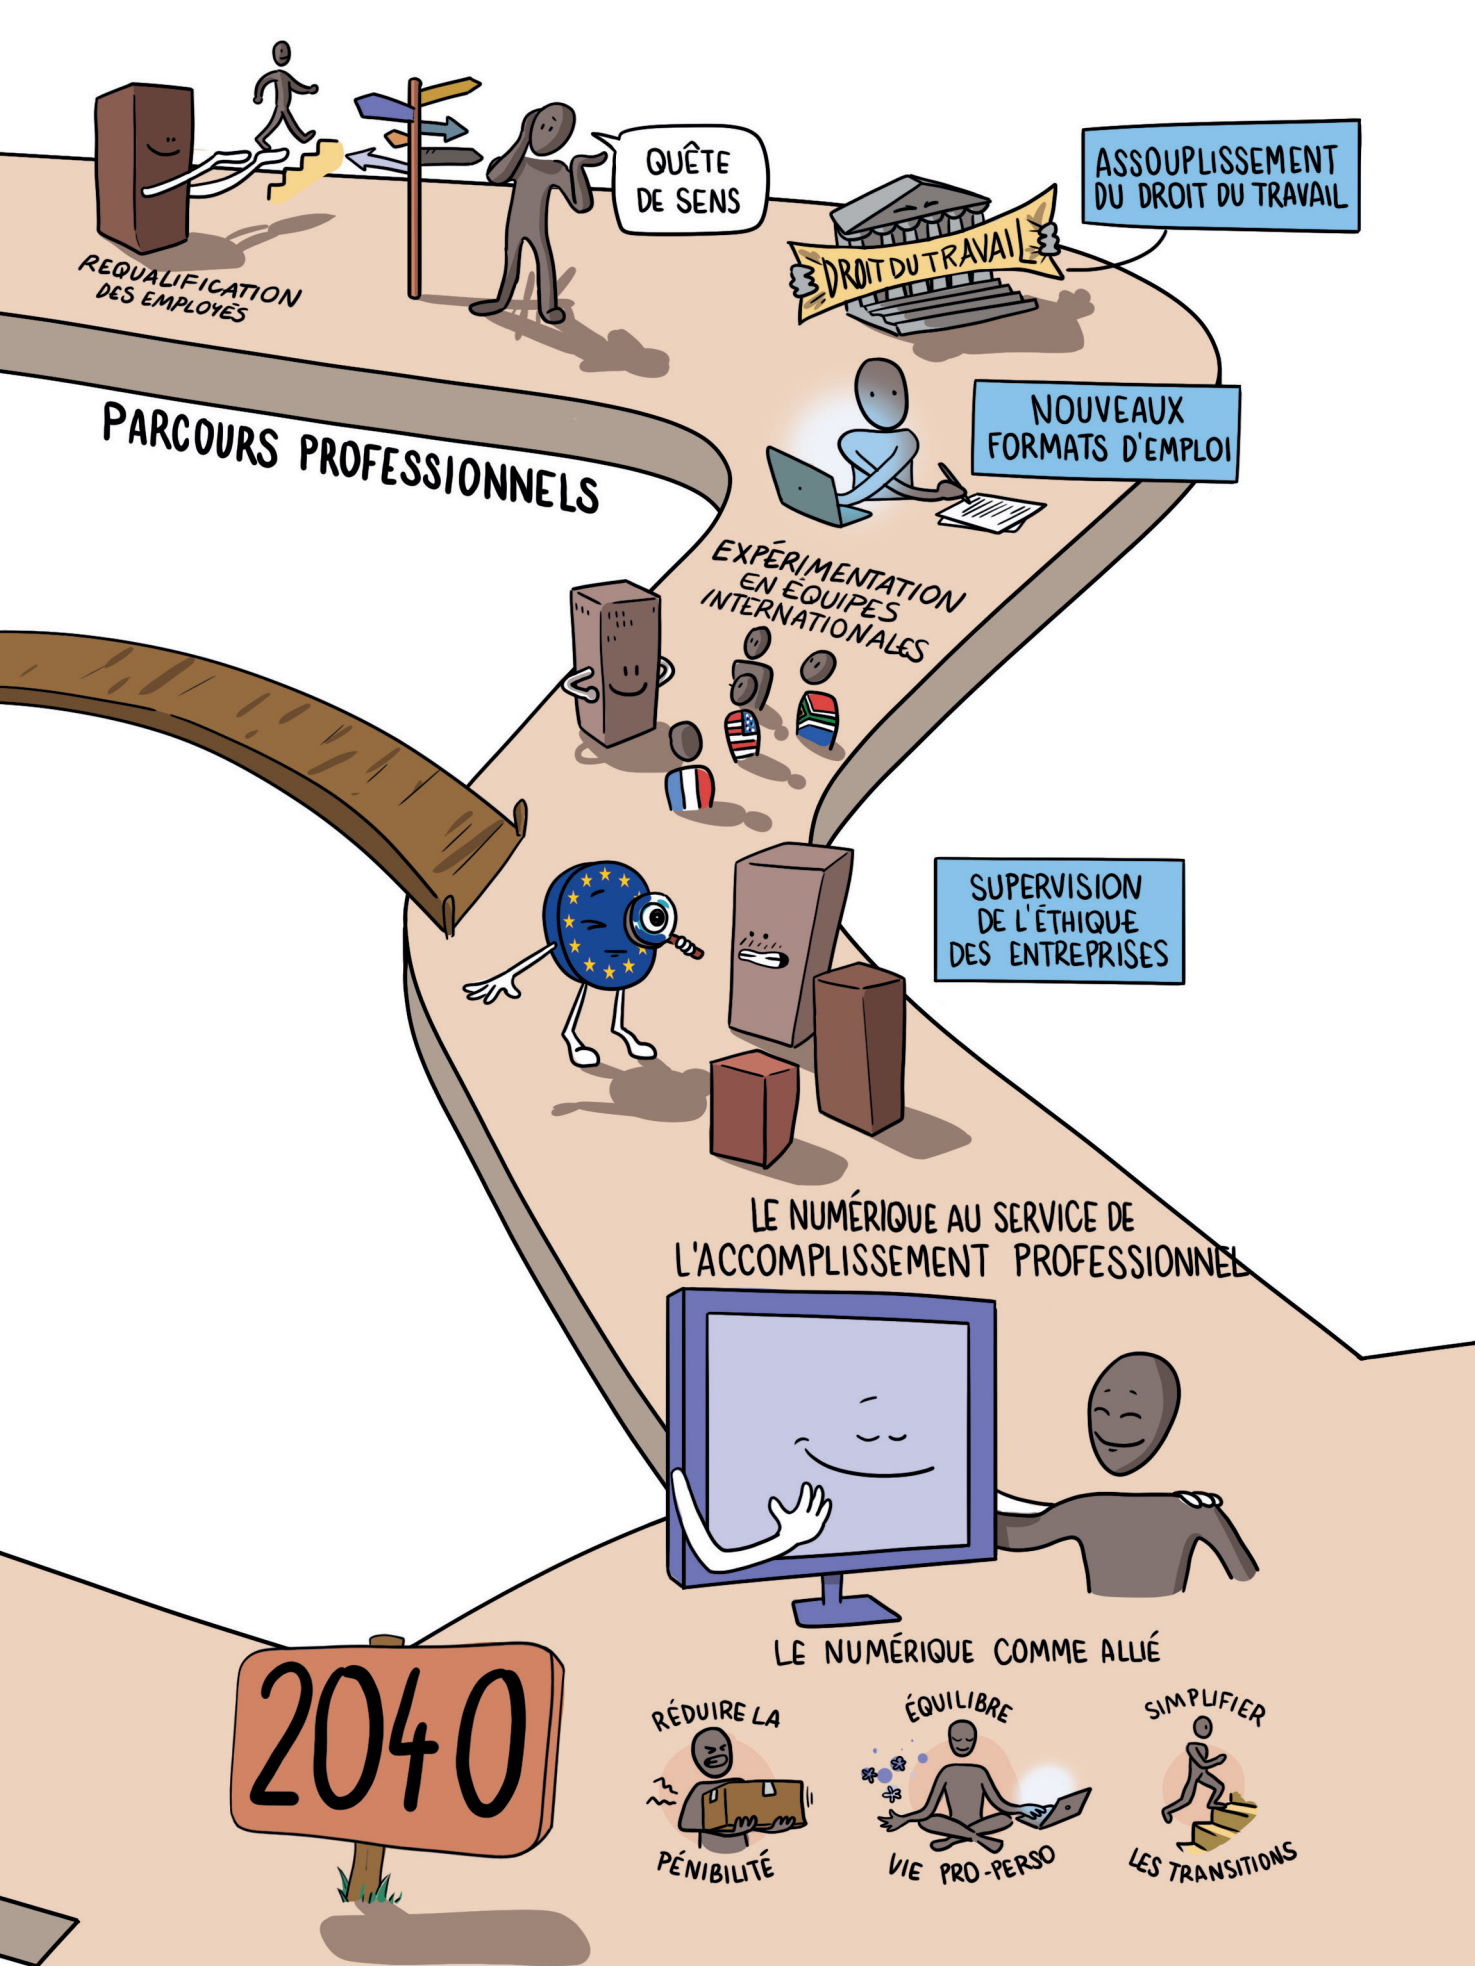 QUÊTE
DE SENS
ASSOUPLISSEMENT
DU DROIT DU TRAVAIL
DROIT DU TRAVAIL
REQUALIFICATION
DES EMPLOYÉS
NOUVEAUX
FORMATS D'EMPLOI
PARCOURS PROFESSIONNELS
EXPÉRIMENTATION
EN ÉQUIPES
INTERNATIONALES
SUPERVISION
DE L'ÉTHIQUE
DES ENTREPRISES
LE NUMÉRIQUE AU SERVICE DE
L'ACCOMPLISSEMENT PROFESSIONNEL
LE NUMÉRIQUE COMME ALLIÉ
2040
RÉDUIRE LA
PÉNIBILITÉ
ÉQUILIBRE
VIE PRO-PERSO
SIMPLIFIER
LES TRANSITIONS